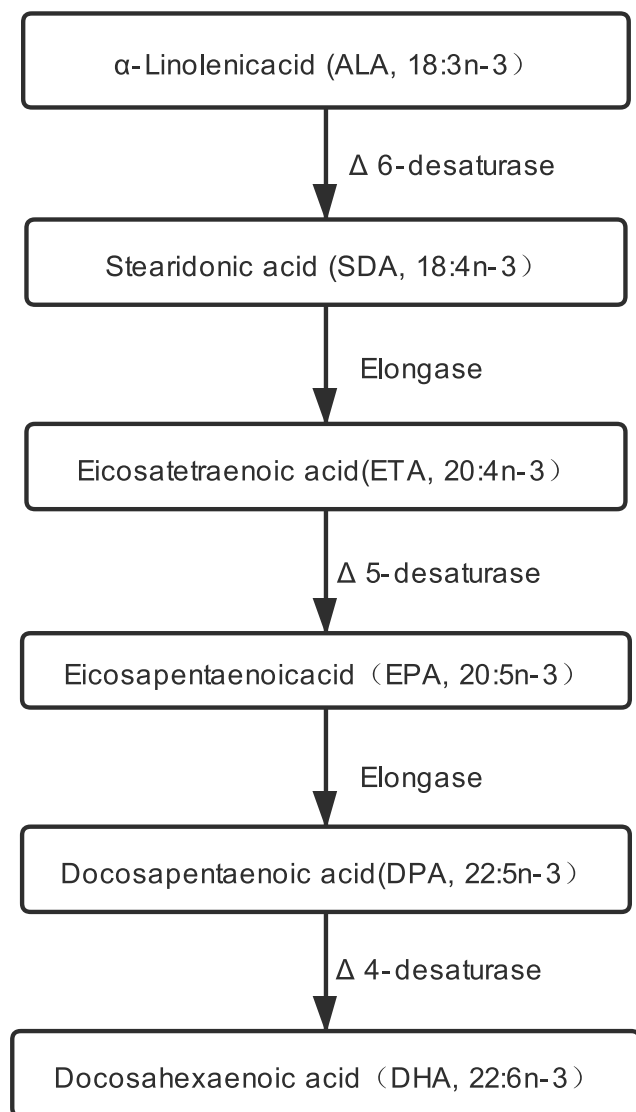 α-Linolenicacid (ALA, 18:3n-3）
Δ 6-desaturase
Stearidonic acid (SDA, 18:4n-3）
Elongase
Eicosatetraenoic acid(ETA, 20:4n-3）
Δ 5-desaturase
Eicosapentaenoicacid（EPA, 20:5n-3）
Elongase
Docosapentaenoic acid(DPA, 22:5n-3）
Δ 4-desaturase
Docosahexaenoic acid（DHA, 22:6n-3）